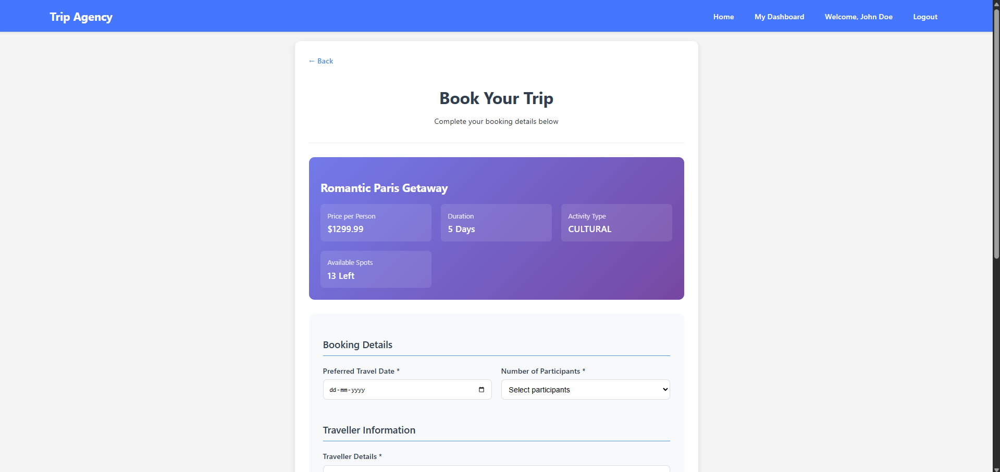 Trip Agency
Home My Dashboard Welcome, John Doe Logout
← Back
Book Your Trip
Complete your booking details below
Romantic Paris Getaway
Price per Person
$1299.99
Duration
5 Days
Activity Type
CULTURAL
Available Spots
13 Left
Booking Details
Preferred Travel Date *
dd-mm-yyyy
Number of Participants *
Select participants
Traveller Information
Traveller Details *